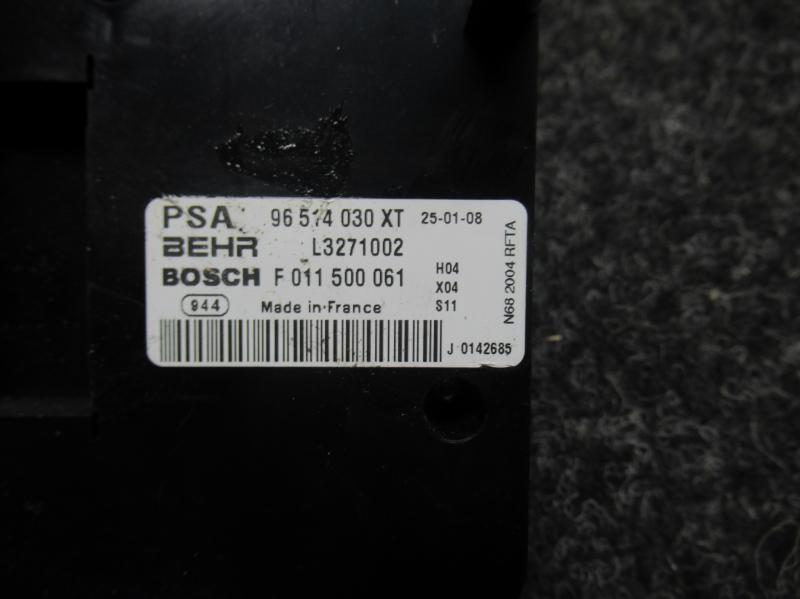 PSA 96 514 030 XT 25-01-08
BEHR L3271002
BOSCH F 011 500 061
H04
X04
S11
944 Made in France
J 0142685
N68 2004 RFTA